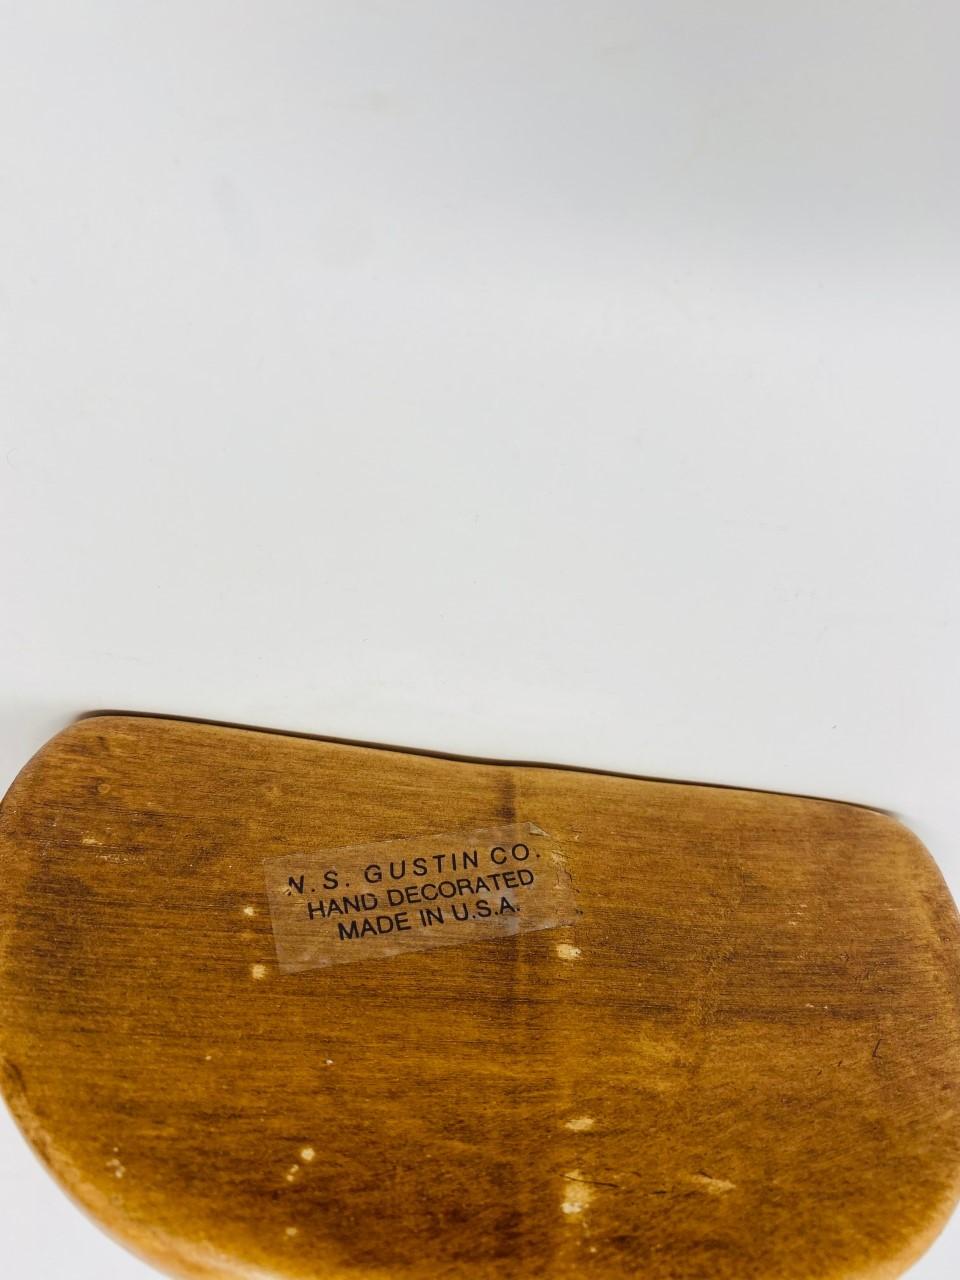 W.S. GUSTIN CO.
HAND DECORATED
MADE IN U.S.A.